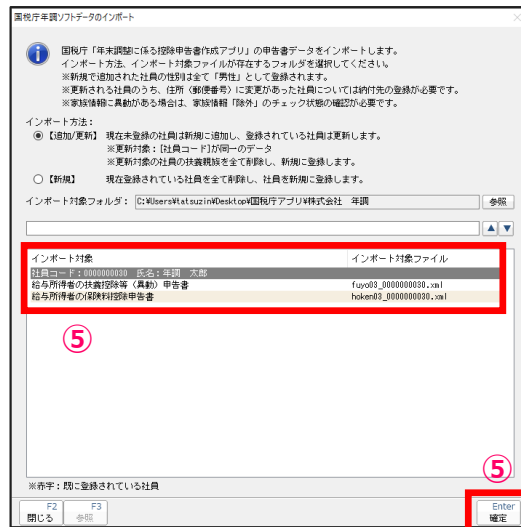 国税庁年調ソフトデータのインポート
国税庁「年末調整に係る控除申告書作成アプリ」の申告書データをインポートします。
インポート方法、インポート対象ファイルが存在するフォルダを選択してください。
※新規で追加された社員の性別は全て「男性」として登録されます。
※更新される社員のうち、住所（郵便番号）に変更があった社員については納付先の登録が必要です。
※家族情報に異動がある場合は、家族情報「除外」のチェック状態の確認が必要です。
インポート方法：
【追加/更新】 現在未登録の社員は新規に追加し、登録されている社員は更新します。
※更新対象：[社員コード]が同一のデータ
※更新対象の社員の扶養親族を全て削除し、新規に登録します。
【新規】 現在登録されている社員を全て削除し、社員を新規に登録します。
インポート対象フォルダ： C:¥Users¥tatsuzin¥Desktop¥国税庁アプリ¥株式会社 年調 参照
▲ ▼
インポート対象 インポート対象ファイル
社員コード：0000000030 氏名：年調 太郎
給与所得者の扶養控除等（異動）申告書 fuyo03_0000000030.xml
給与所得者の保険料控除申告書 hoken03_0000000030.xml
⑤
⑤
※赤字：既に登録されている社員
F2 F3 Enter
閉じる 参照 確定